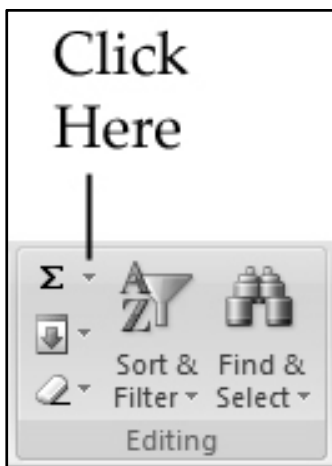 Click
Here
Σ
A
Z
Sort & Find &
Filter Select
Editing